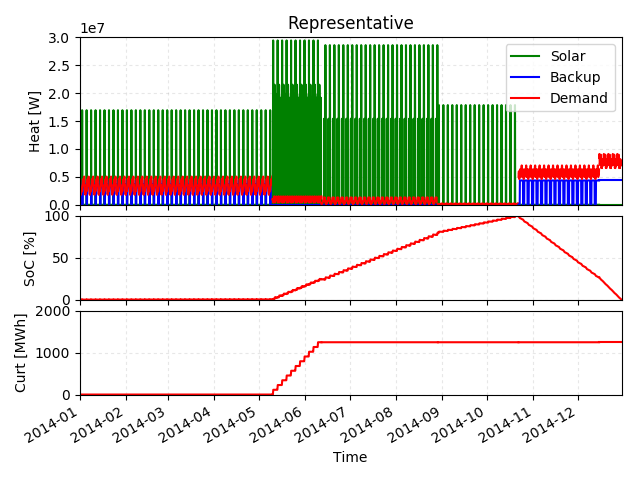 Representative
1e7
3.0
2.5
2.0
1.5
1.0
0.5
0.0
Heat [W]
Solar
Backup
Demand
100
50
0
SoC [%]
2000
1000
0
Curt [MWh]
2014-01
2014-02
2014-03
2014-04
2014-05
2014-06
2014-07
2014-08
2014-09
2014-10
2014-11
2014-12
Time